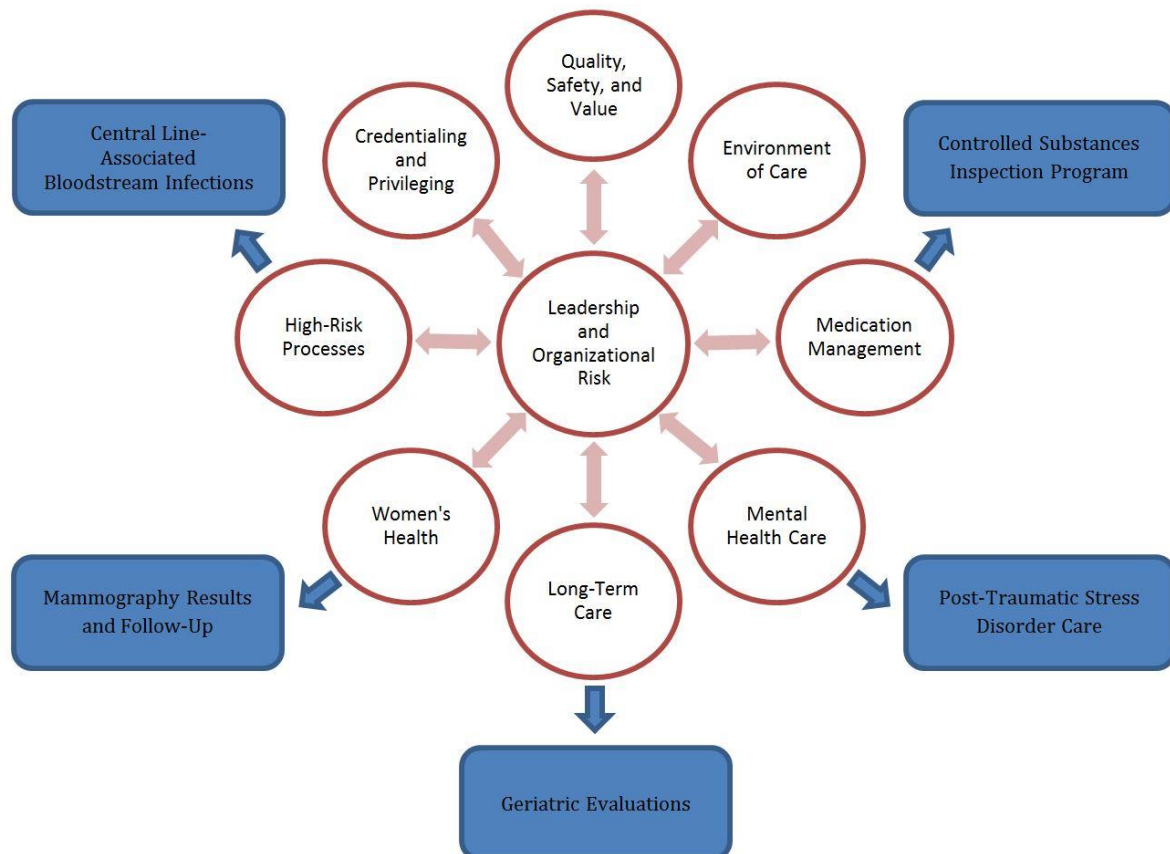 Quality,
Safety, and
Value
Central Line-
Associated
Bloodstream Infections
Credentialing
and
Privileging
Environment
of Care
Controlled Substances
Inspection Program
High-Risk
Processes
Leadership
and
Organizational
Risk
Medication
Management
Women's
Health
Mental
Health Care
Long-Term
Care
Mammography Results
and Follow-Up
Post-Traumatic Stress
Disorder Care
Geriatric Evaluations